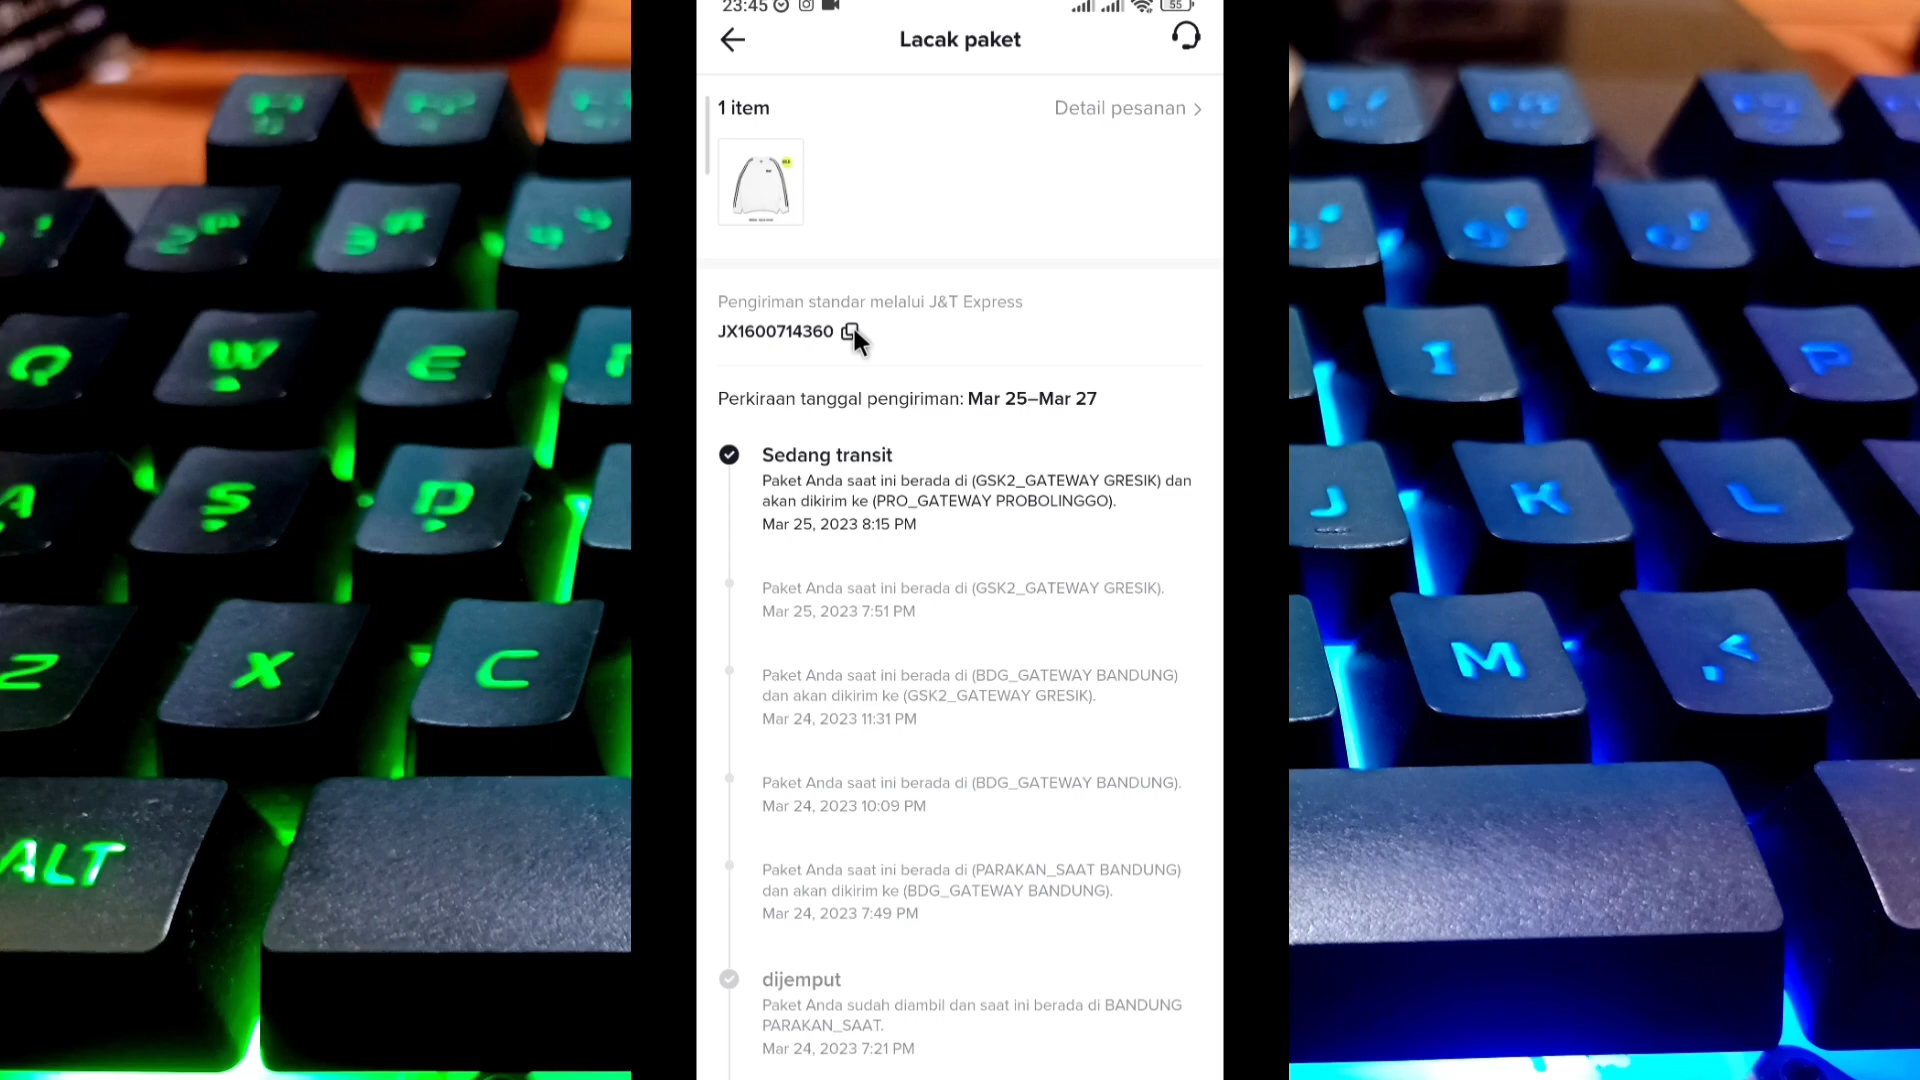 23:45
55
Lacak paket
1 item
Detail pesanan
Pengiriman standar melalui J&T Express
JX1600714360
Perkiraan tanggal pengiriman: Mar 25–Mar 27
Sedang transit
Paket Anda saat ini berada di (GSK2_GATEWAY GRESIK) dan
akan dikirim ke (PRO_GATEWAY PROBOLINGGO).
Mar 25, 2023 8:15 PM
Paket Anda saat ini berada di (GSK2_GATEWAY GRESIK).
Mar 25, 2023 7:51 PM
Paket Anda saat ini berada di (BDG_GATEWAY BANDUNG)
dan akan dikirim ke (GSK2_GATEWAY GRESIK).
Mar 24, 2023 11:31 PM
Paket Anda saat ini berada di (BDG_GATEWAY BANDUNG).
Mar 24, 2023 10:09 PM
Paket Anda saat ini berada di (PARAKAN_SAAT BANDUNG)
dan akan dikirim ke (BDG_GATEWAY BANDUNG).
Mar 24, 2023 7:49 PM
dijemput
Paket Anda sudah diambil dan saat ini berada di BANDUNG
PARAKAN_SAAT.
Mar 24, 2023 7:21 PM
Q W E
A S D
Z X C
ALT
I O P
J K L
M , <